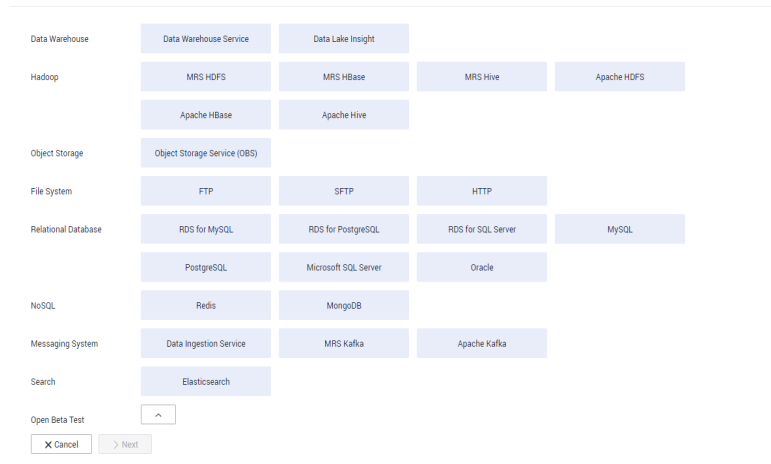 Data Warehouse Data Warehouse Service Data Lake Insight
Hadoop MRS HDFS MRS HBase MRS Hive Apache HDFS
Apache HBase Apache Hive
Object Storage Object Storage Service (OBS)
File System FTP SFTP HTTP
Relational Database RDS for MySQL RDS for PostgreSQL RDS for SQL Server MySQL
PostgreSQL Microsoft SQL Server Oracle
NoSQL Redis MongoDB
Messaging System Data Ingestion Service MRS Kafka Apache Kafka
Search Elasticsearch
Open Beta Test
Cancel Next